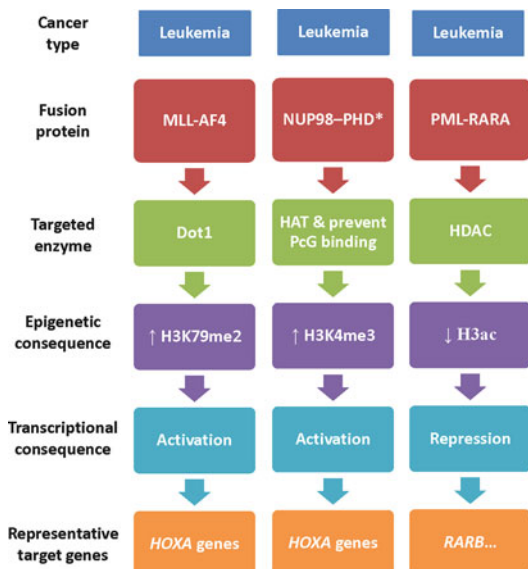 Cancer
type
Leukemia
Leukemia
Leukemia
Fusion
protein
MLL-AF4
NUP98–PHD*
PML-RARA
Targeted
enzyme
Dot1
HAT & prevent
PcG binding
HDAC
Epigenetic
consequence
↑ H3K79me2
↑ H3K4me3
↓ H3ac
Transcriptional
consequence
Activation
Activation
Repression
Representative
target genes
HOXA genes
HOXA genes
RARB...